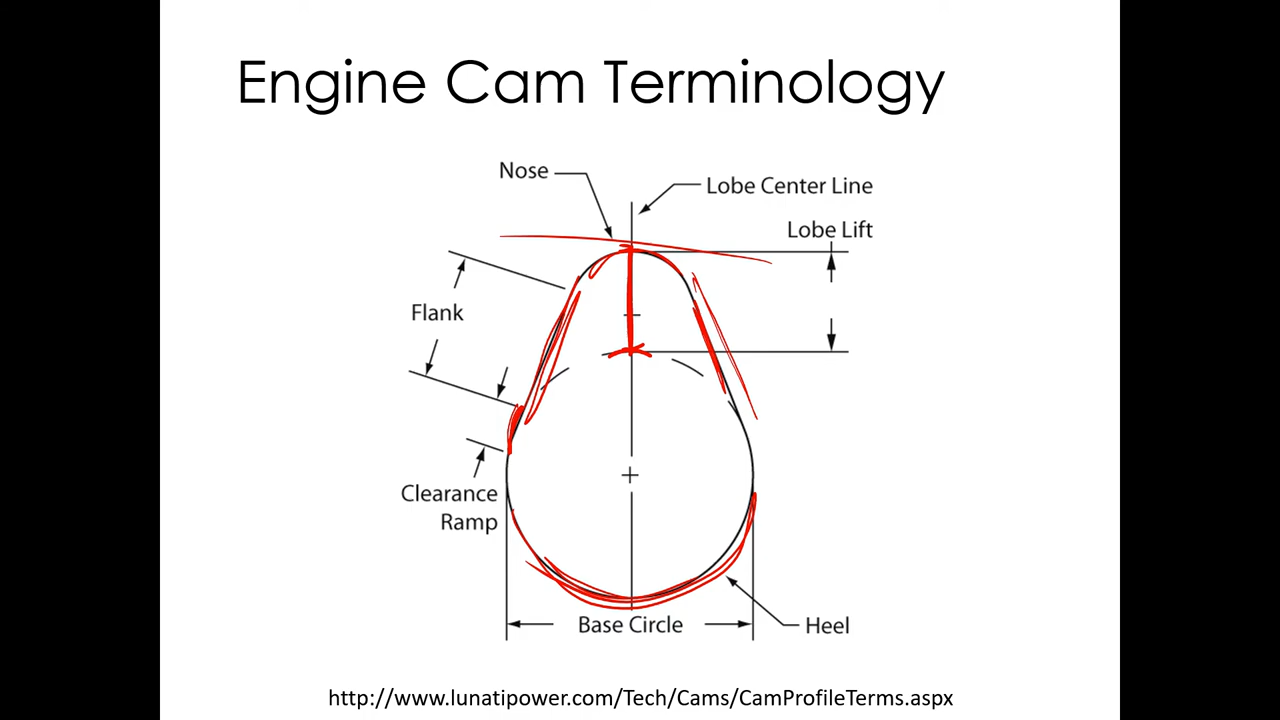 Engine Cam Terminology
Nose
Lobe Center Line
Lobe Lift
Flank
Clearance
Ramp
Base Circle
Heel
http://www.lunatipower.com/Tech/Cams/CamProfileTerms.aspx